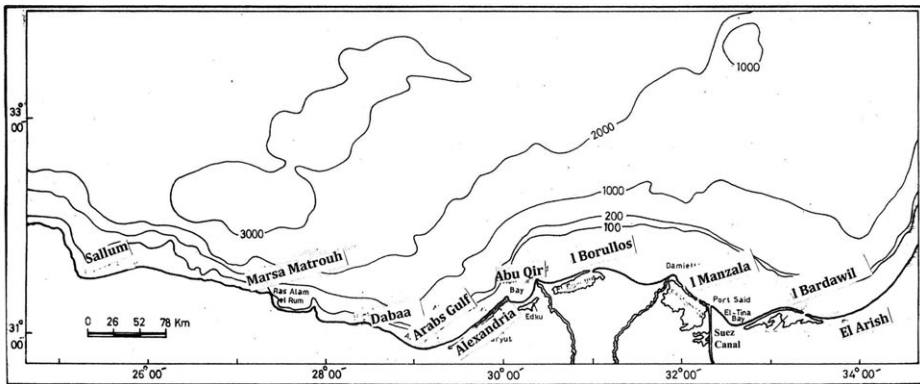 1000
33°
00'
2000
1000
3000
200
100
Sallum
Marsa Matrouh
Ras Alam
el Rum
Dabaa
Arabs Gulf
Alexandria
Abu Qir
Bay
Edku
l Borullos
l Manzala
Port Said
El-Tina
Bay
l Bardawil
El Arish
Suez
Canal
31°
00'
0 26 52 78 Km
26°00' 28°00' 30°00' 32°00' 34°00'